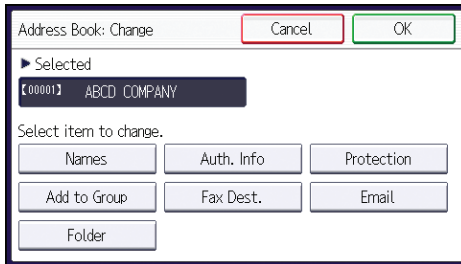 Address Book: Change Cancel OK
▶ Selected
【00001】 ABCD COMPANY
Select item to change.
Names Auth. Info Protection
Add to Group Fax Dest. Email
Folder